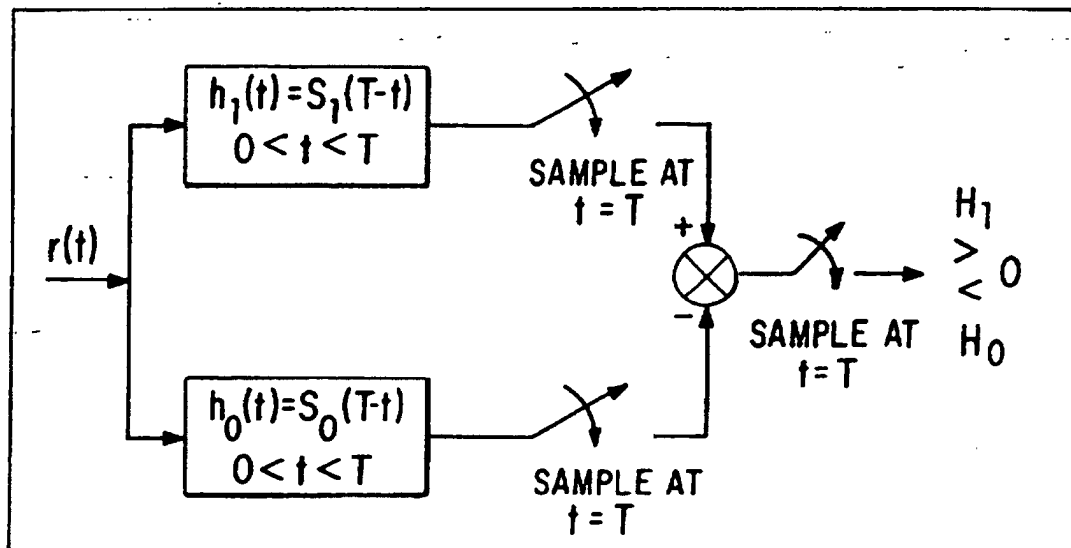 h₁(t)=S₁(T-t)
0 < t < T
SAMPLE AT
t = T
r(t)
+
−
H₁
>
<
0
H₀
SAMPLE AT
t = T
h₀(t)=S₀(T-t)
0 < t < T
SAMPLE AT
t = T